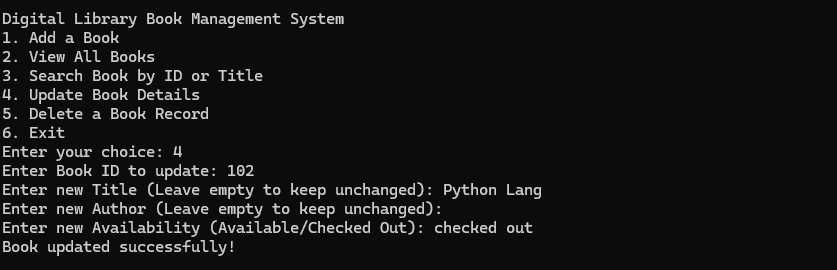 Digital Library Book Management System
1. Add a Book
2. View All Books
3. Search Book by ID or Title
4. Update Book Details
5. Delete a Book Record
6. Exit
Enter your choice: 4
Enter Book ID to update: 102
Enter new Title (Leave empty to keep unchanged): Python Lang
Enter new Author (Leave empty to keep unchanged):
Enter new Availability (Available/Checked Out): checked out
Book updated successfully!